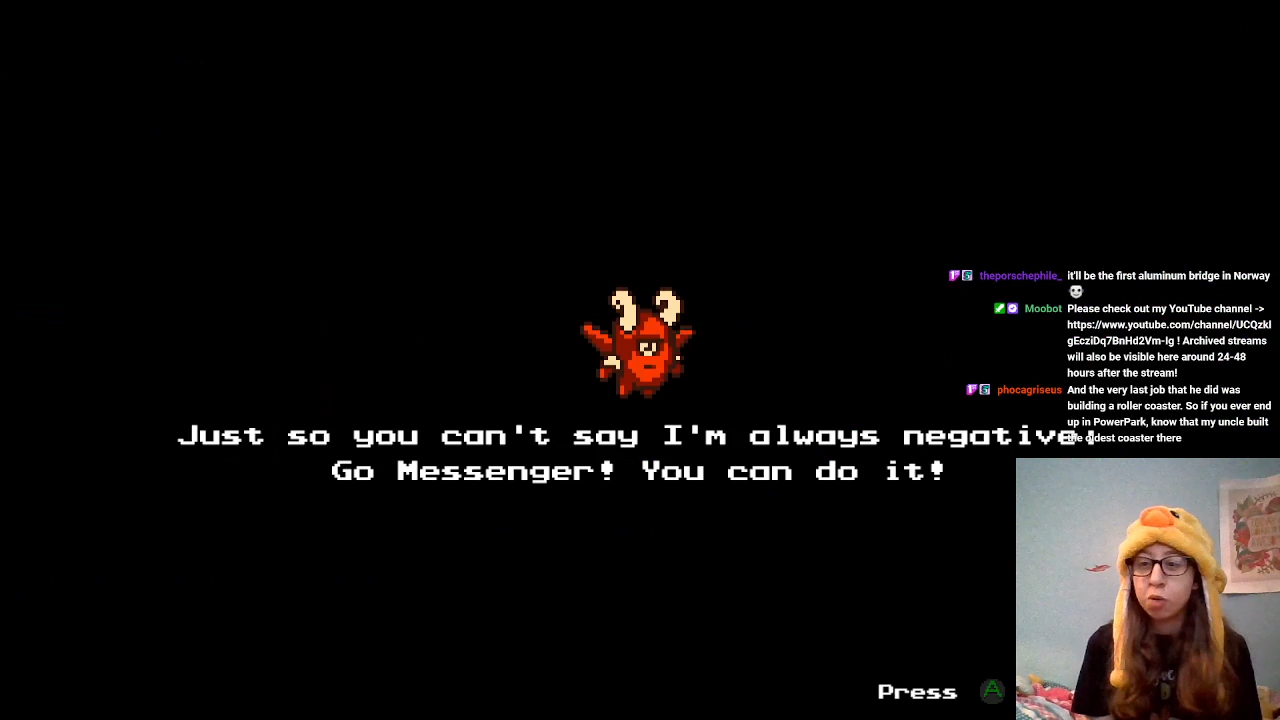 theporschephile_ it'll be the first aluminum bridge in Norway
Moobot Please check out my YouTube channel ->
https://www.youtube.com/channel/UCQzkl
gEcziDq7BnHd2Vm-Ig ! Archived streams
will also be visible here around 24-48
hours after the stream!
phocagriseus And the very last job that he did was
building a roller coaster. So if you ever end
up in PowerPark, know that my uncle built
the oldest coaster there
Just so you can't say I'm always negative:
Go Messenger! You can do it!
Press A